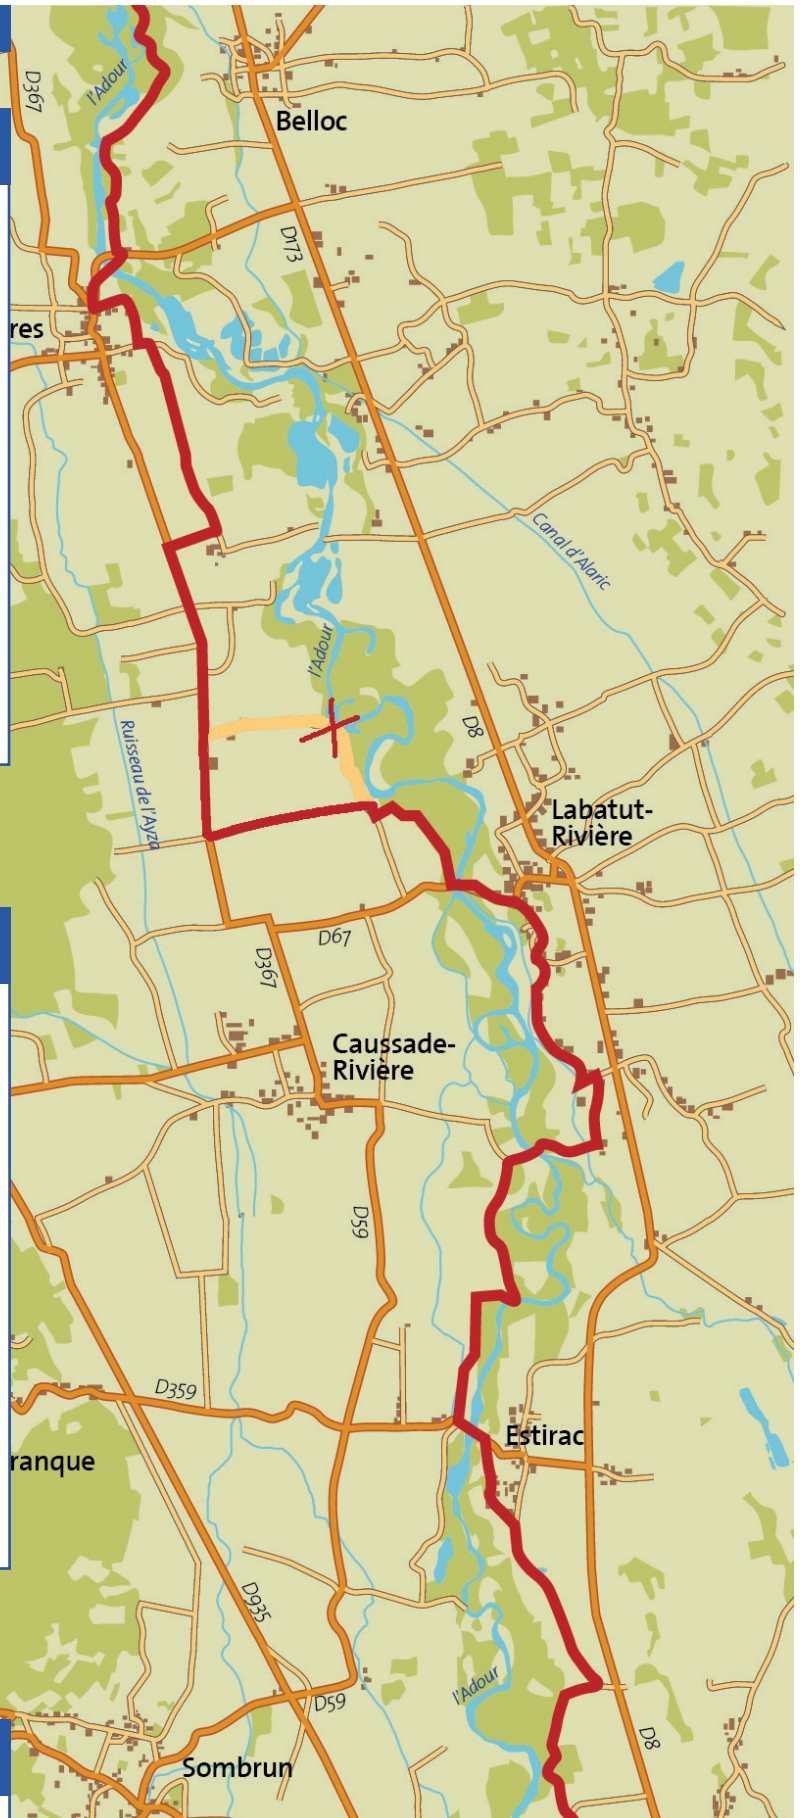 D367
l'Adour
Belloc
D173
res
Canal d'Alaric
l'Adour
Ruisseau de l'Ayza
D8
Labatut-
Rivière
D67
D367
Caussade-
Rivière
D59
D359
Estirac
ranque
D935
l'Adour
D59
D8
Sombrun